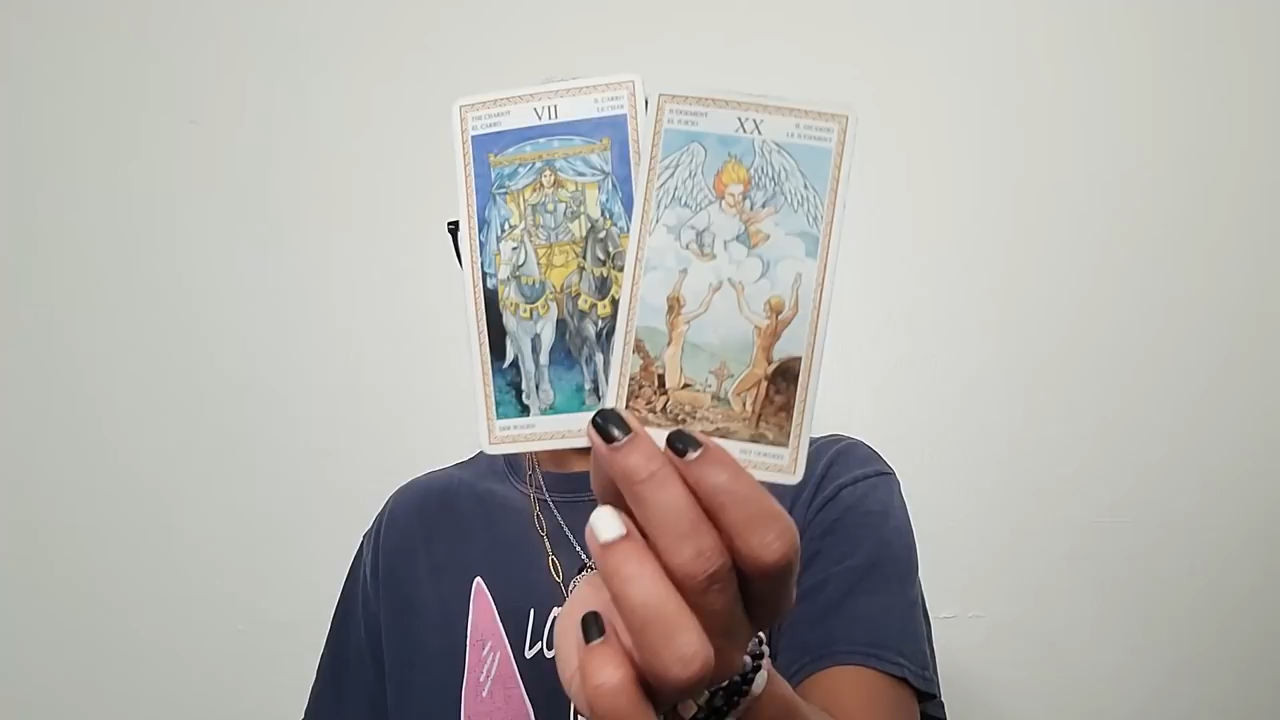 THE CHARIOT
EL CARRO
VII
IL CARRO
LE CHAR
DER WAGEN
JUDGEMENT
EL JUICIO
XX
IL GIUDIZIO
LE JUGEMENT
HET OORDEEL
LO